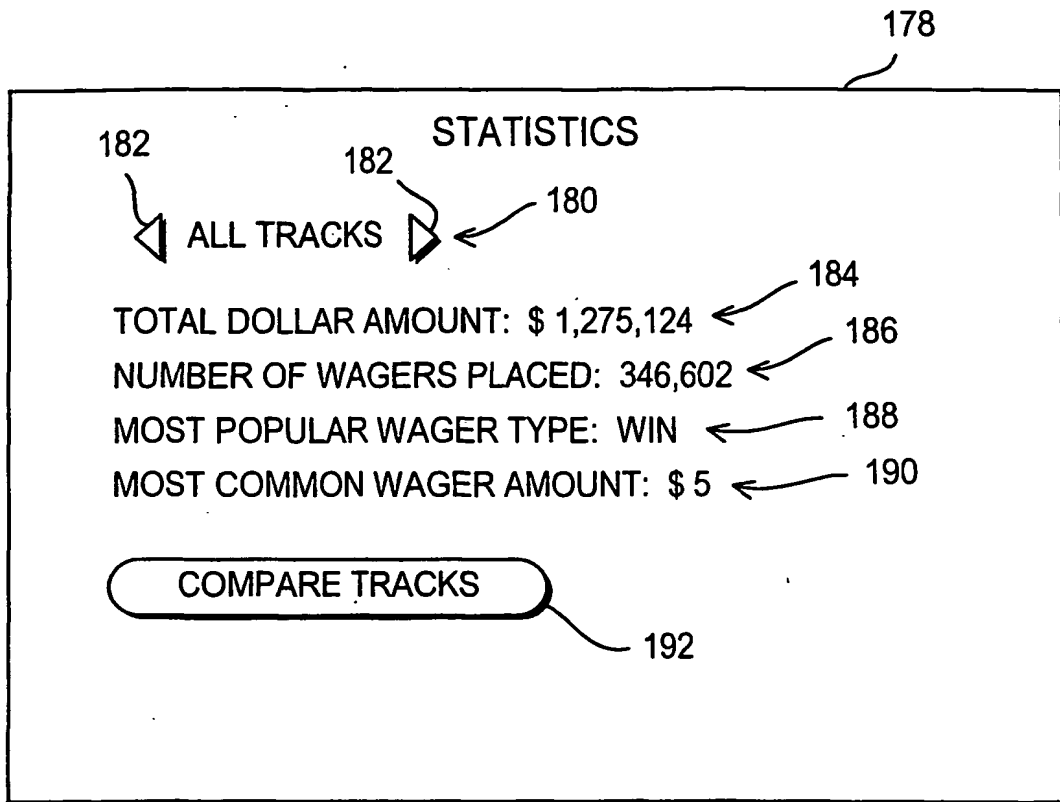 178
STATISTICS
182
182
ALL TRACKS
180
184
TOTAL DOLLAR AMOUNT: $ 1,275,124
186
NUMBER OF WAGERS PLACED: 346,602
MOST POPULAR WAGER TYPE: WIN
188
MOST COMMON WAGER AMOUNT: $ 5
190
COMPARE TRACKS
192